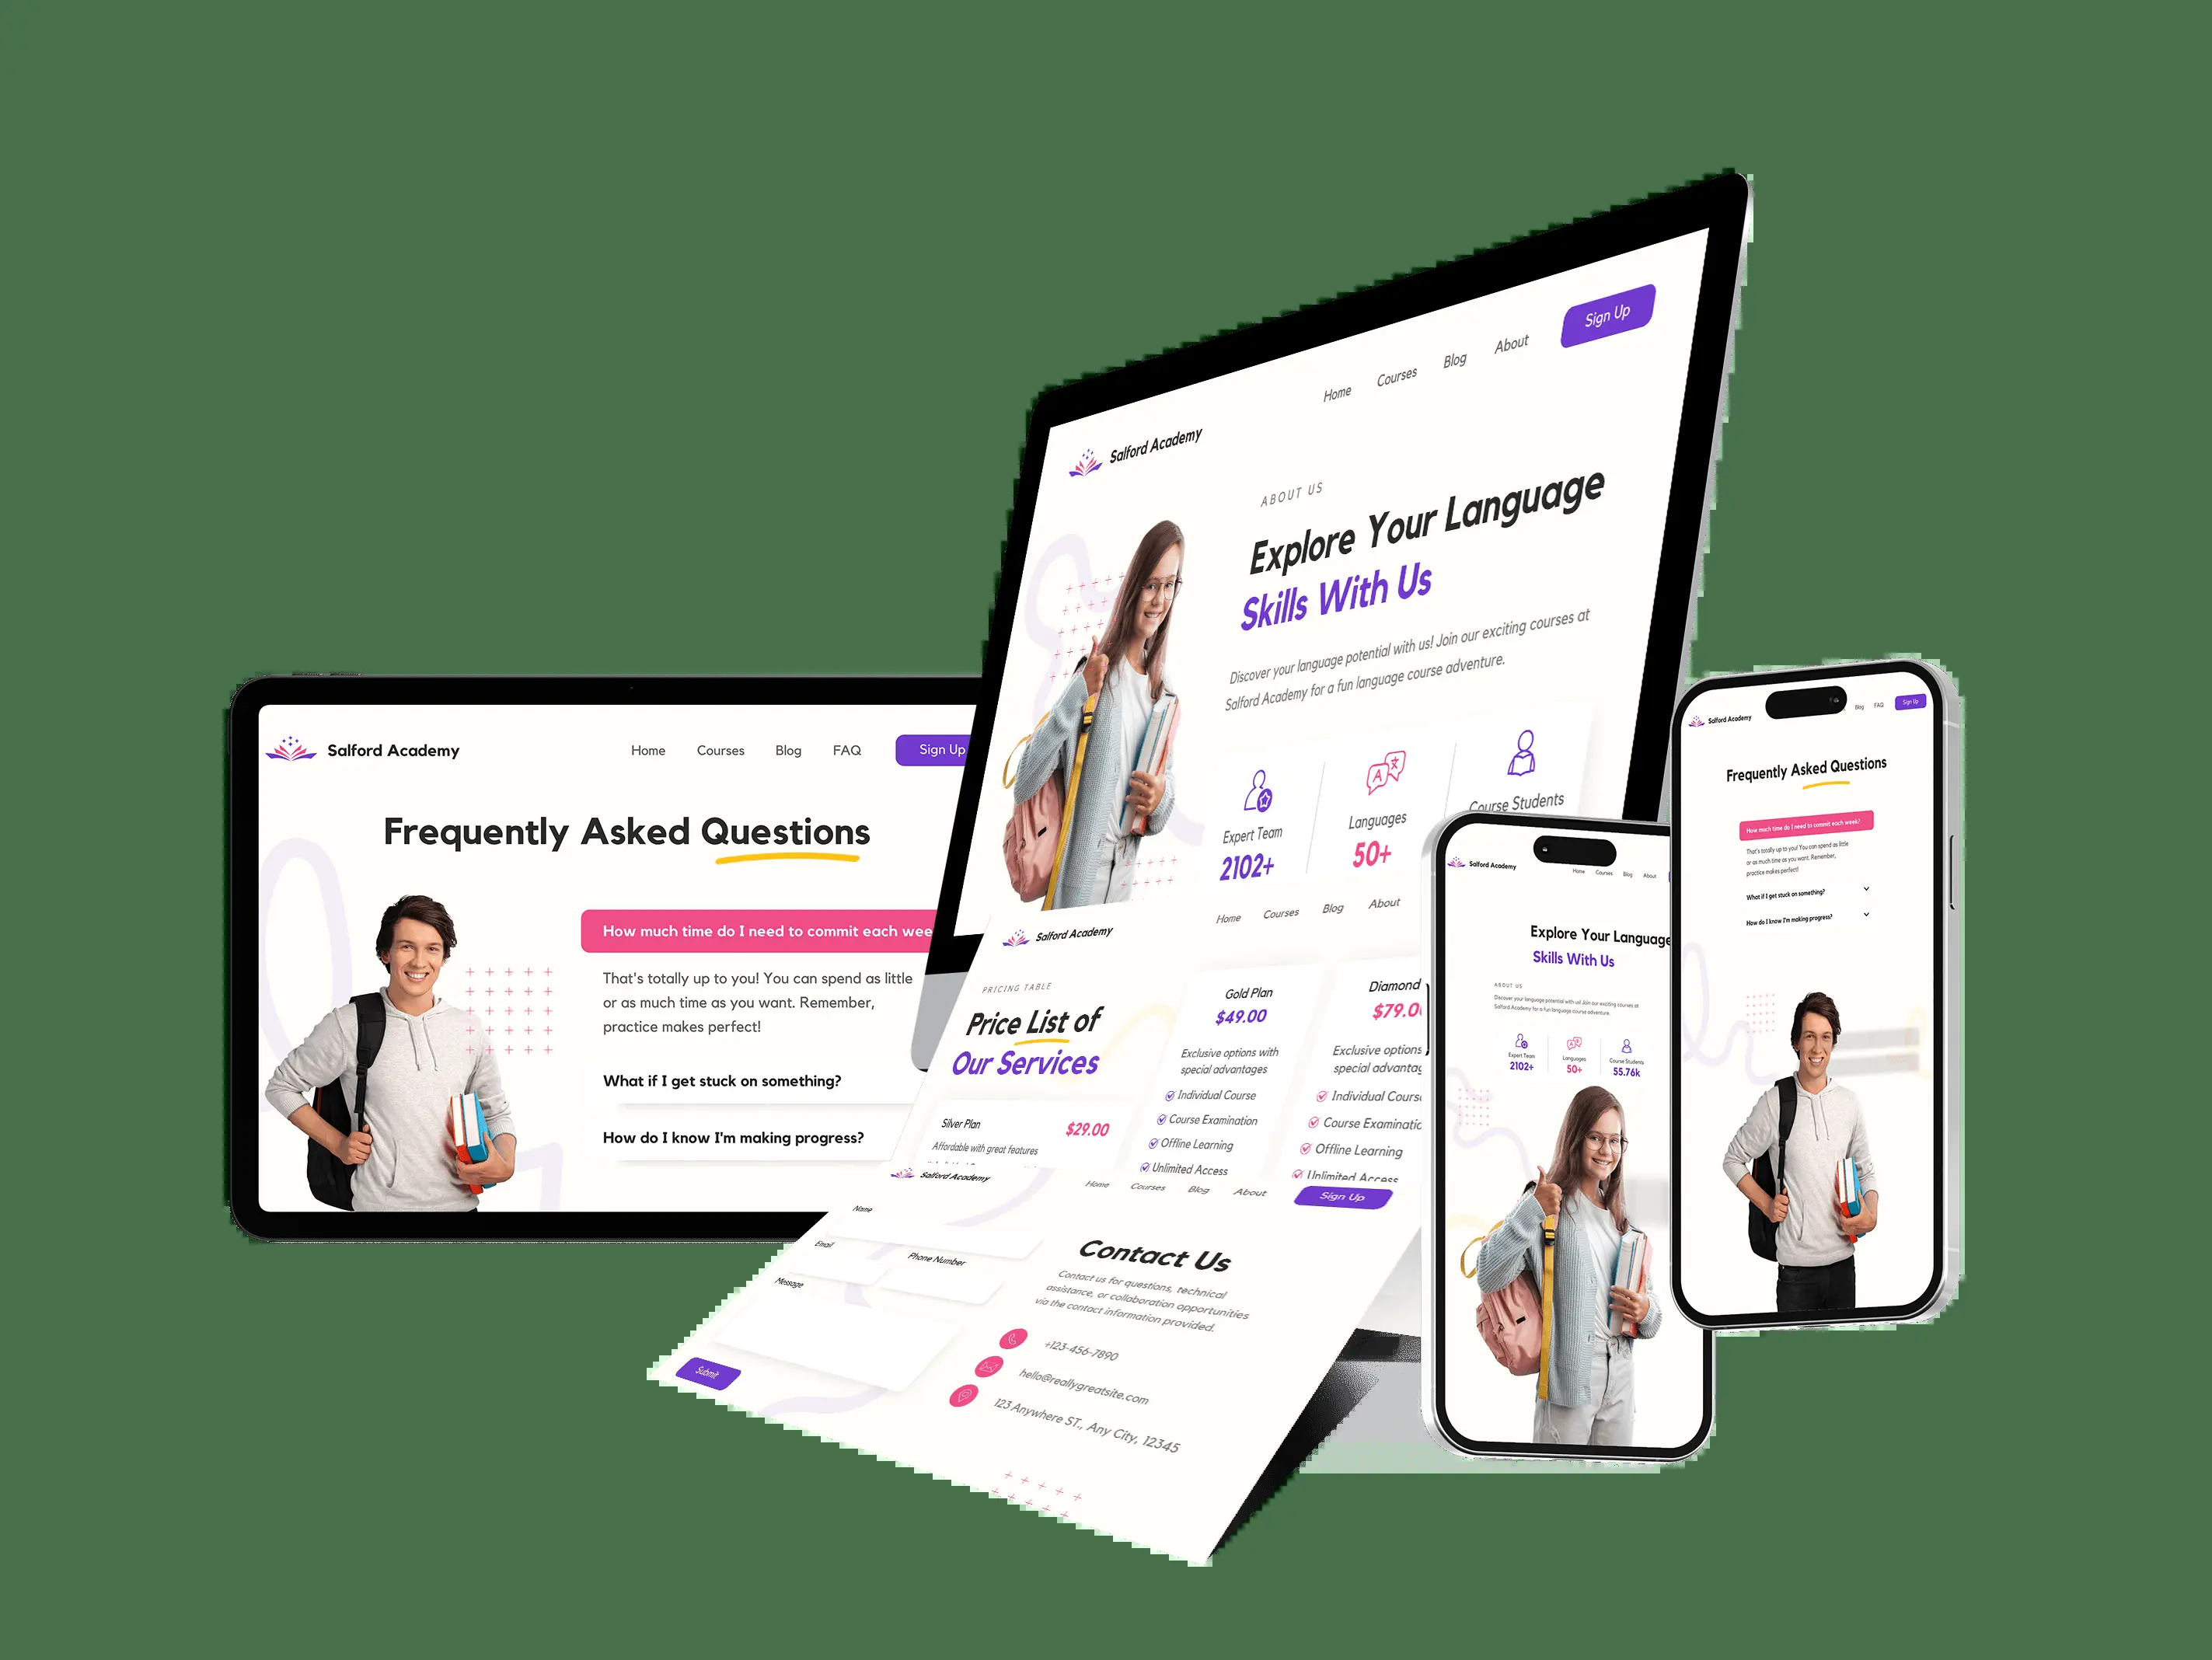 Salford Academy
Home Courses Blog FAQ Sign Up
Frequently Asked Questions
How much time do I need to commit each
That's totally up to you! You can spend as little
or as much time as you want. Remember,
practice makes perfect!
What if I get stuck on something?
How do I know I'm making progress?
Home Courses Blog About Sign Up
Salford Academy
ABOUT US
Explore Your Language
Skills With Us
Discover your language potential with us! Join our exciting courses at
Salford Academy for a fun language course adventure.
Expert Team
2102+
Languages
50+
Course Students
Home Courses Blog About
Salford Academy
PRICING TABLE
Price List of
Our Services
Silver Plan
$29.00
Affordable with great features
Gold Plan
$49.00
Exclusive options with
special advantages
Individual Course
Course Examination
Offline Learning
Unlimited Access
Diamond
$79.0
Exclusive options
special
Individual
Course
Offline Learning
Unlimited Access
Salford Academy
Home Courses Blog About Sign Up
Name
Email
Phone Number
Message
Submit
Contact Us
Contact us for questions, technical
assistance, or collaboration opportunities
via the contact information provided.
+123-456-7890
hello@reallygreatsite.com
123 Anywhere ST., Any City, 12345
Salford Academy
Home Courses Blog About
Explore Your Language
Skills With Us
ABOUT US
Discover your language potential with us! Join our exciting courses at
Salford Academy for a fun language course adventure.
Expert Team
2102+
Languages
50+
Course Students
55.76k
Salford Academy
Blog FAQ Sign Up
Frequently Asked Questions
How much time do I need to commit each week?
That's totally up to you! You can spend as little
or as much time as you want. Remember,
practice makes perfect!
What if I get stuck on something?
How do I know I'm making progress?